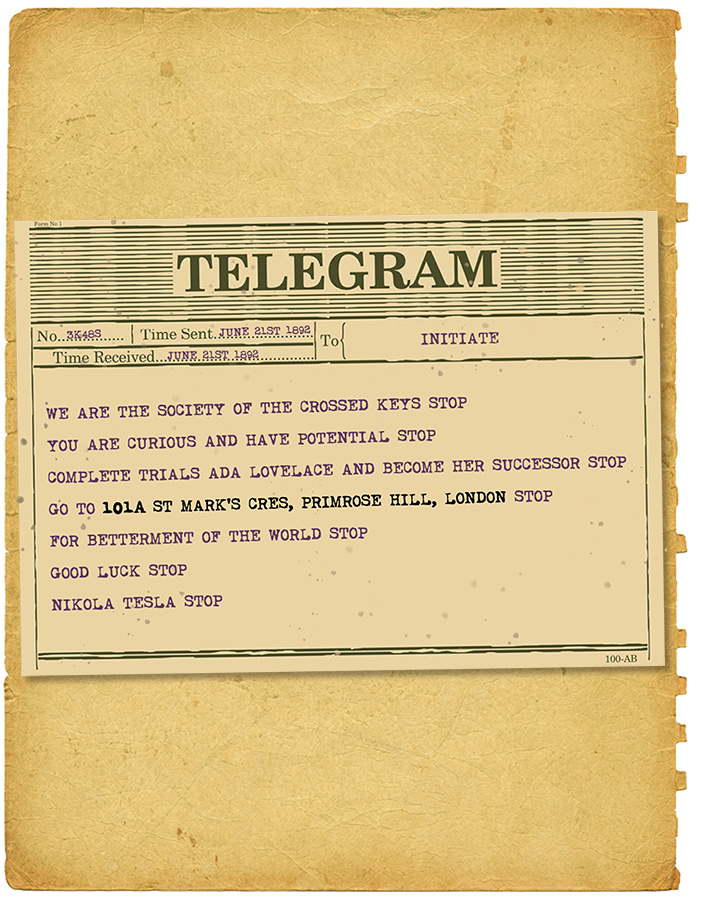 Form No.1
TELEGRAM
No. 3K48S
Time Sent JUNE 21ST 1892
Time Received JUNE 21ST 1892
To INITIATE
WE ARE THE SOCIETY OF THE CROSSED KEYS STOP
YOU ARE CURIOUS AND HAVE POTENTIAL STOP
COMPLETE TRIALS ADA LOVELACE AND BECOME HER SUCCESSOR STOP
GO TO 101A ST MARK'S CRES, PRIMROSE HILL, LONDON STOP
FOR BETTERMENT OF THE WORLD STOP
GOOD LUCK STOP
NIKOLA TESLA STOP
100-AB